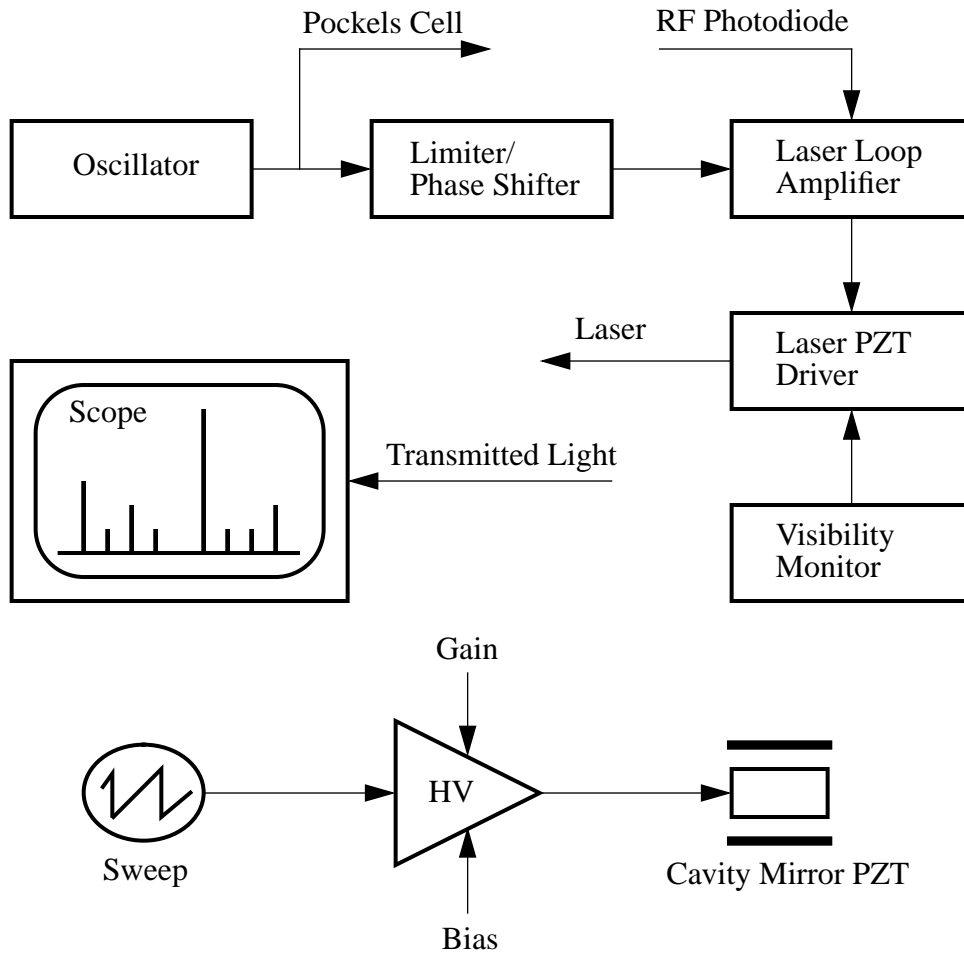 Pockels Cell
RF Photodiode
Oscillator
Limiter/
Phase Shifter
Laser Loop
Amplifier
Laser
Laser PZT
Driver
Scope
Transmitted Light
Visibility
Monitor
Gain
HV
Sweep
Cavity Mirror PZT
Bias